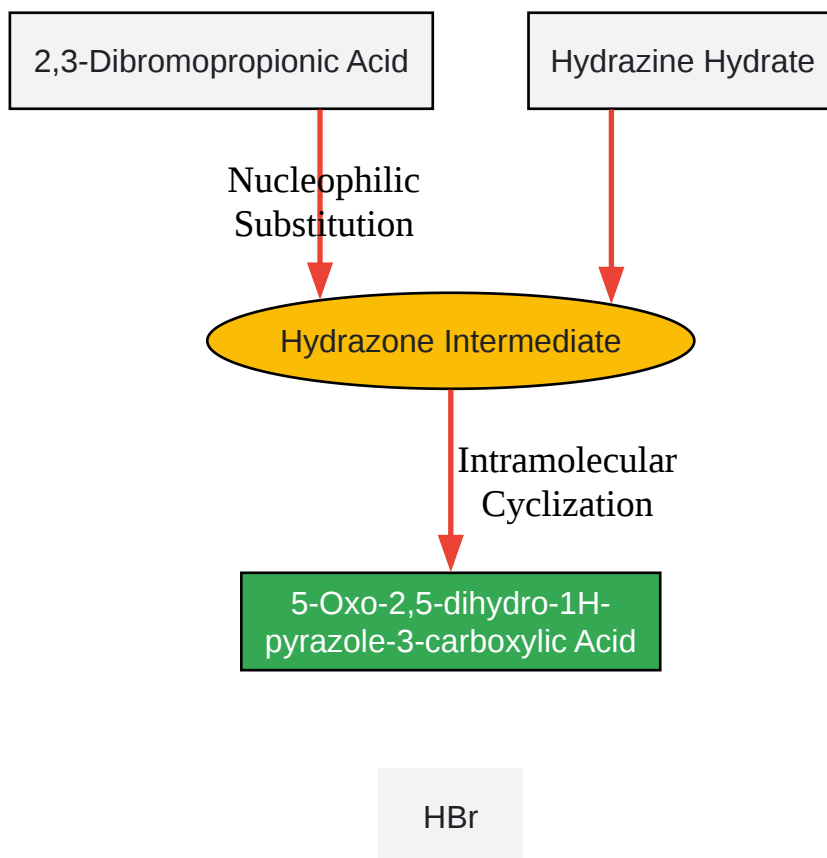 2,3-Dibromopropionic Acid
Hydrazine Hydrate
Nucleophilic
Substitution
Hydrazone Intermediate
Intramolecular
Cyclization
5-Oxo-2,5-dihydro-1H-
pyrazole-3-carboxylic Acid
HBr